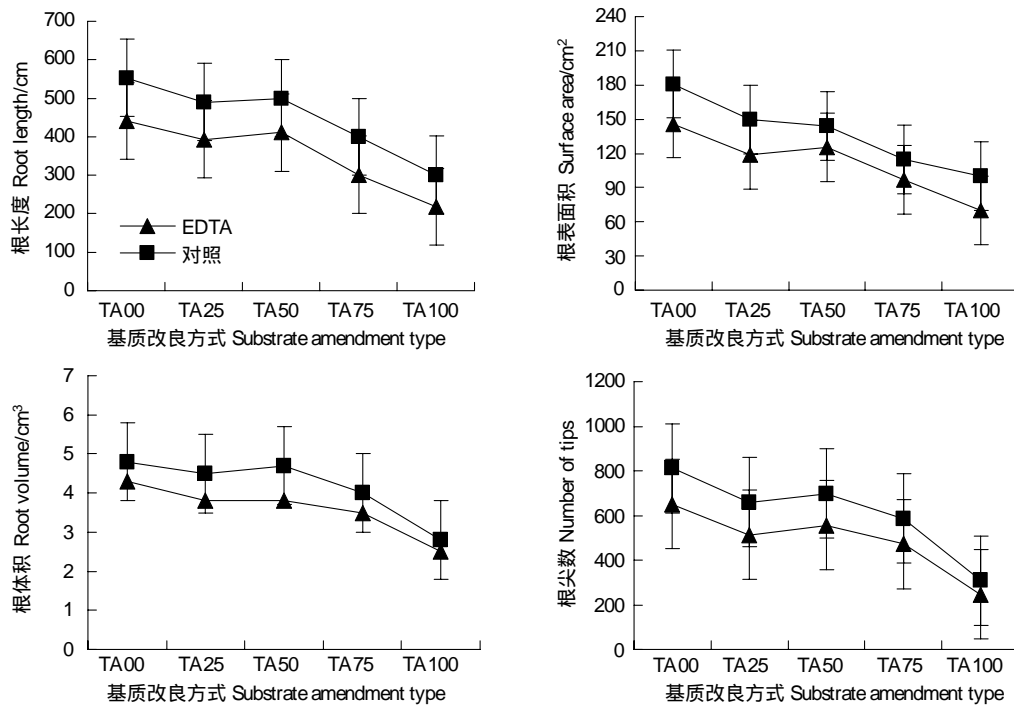 根长度 Root length/cm
700
600
500
400
300
200
100
0
EDTA
对照
TA00 TA25 TA50 TA75 TA100
基质改良方式 Substrate amendment type
根表面积 Surface area/cm²
240
210
180
150
120
90
60
30
0
TA00 TA25 TA50 TA75 TA100
基质改良方式 Substrate amendment type
根体积 Root volume/cm³
7
6
5
4
3
2
1
0
TA00 TA25 TA50 TA75 TA100
基质改良方式 Substrate amendment type
根尖数 Number of tips
1200
1000
800
600
400
200
0
TA00 TA25 TA50 TA75 TA100
基质改良方式 Substrate amendment type